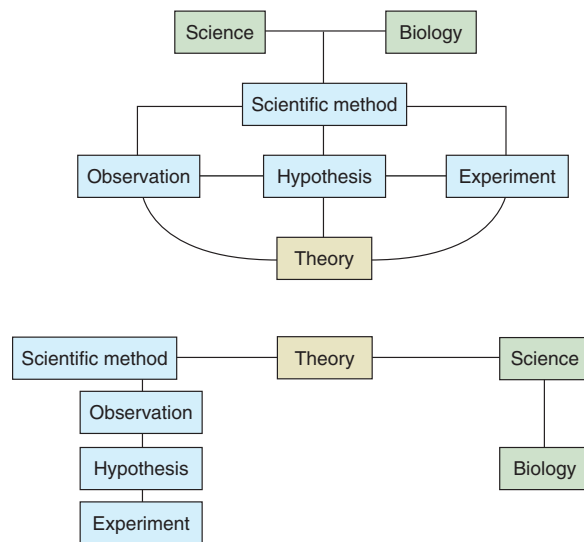 Science
Biology
Scientific method
Observation
Hypothesis
Experiment
Theory
Scientific method
Theory
Science
Observation
Hypothesis
Biology
Experiment